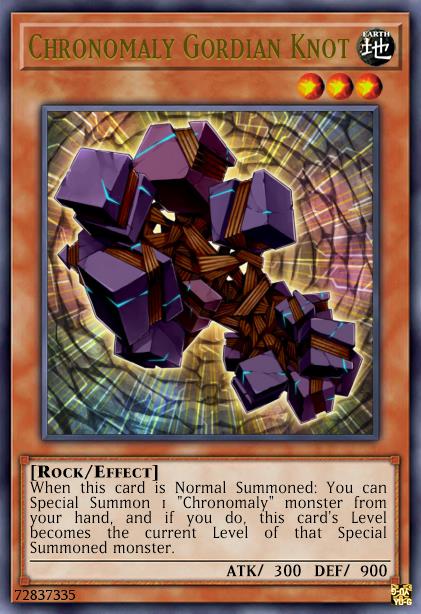 CHRONOMALY GORDIAN KNOT
EARTH
地
[ROCK/EFFECT]
When this card is Normal Summoned: You can
Special Summon 1 "Chronomaly" monster from
your hand, and if you do, this card's Level
becomes the current Level of that Special
Summoned monster.
ATK/ 300 DEF/ 900
72837335